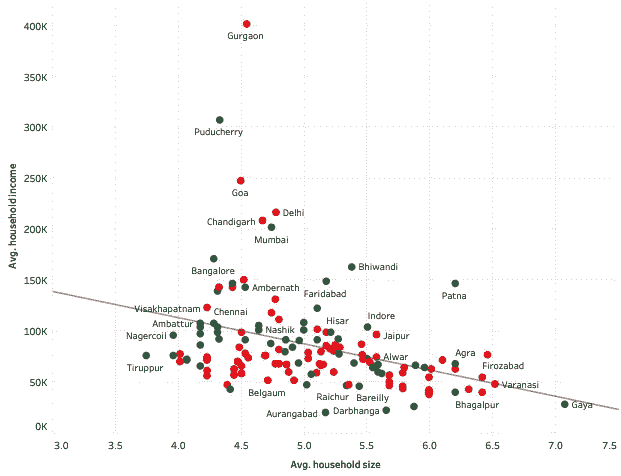 400K
Gurgaon
350K
300K
Puducherry
250K
Goa
Delhi
200K
Chandigarh
Mumbai
Bangalore
Bhiwandi
150K
Ambernath
Faridabad
Patna
Visakhapatnam
Chennai
Ambattur
Hisar
Indore
100K
Nagercoil
Nashik
Jaipur
Agra
Alwar
Tiruppur
Firozabad
50K
Belgaum
Raichur
Bareilly
Varanasi
Aurangabad
Darbhanga
Bhagalpur
Gaya
0K
3.0 3.5 4.0 4.5 5.0 5.5 6.0 6.5 7.0 7.5
Avg. household size
Avg. household income